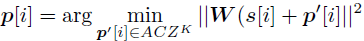 p[i] = arg min_{p′[i]∈ACZ^K} ||W(s[i] + p′[i]||²